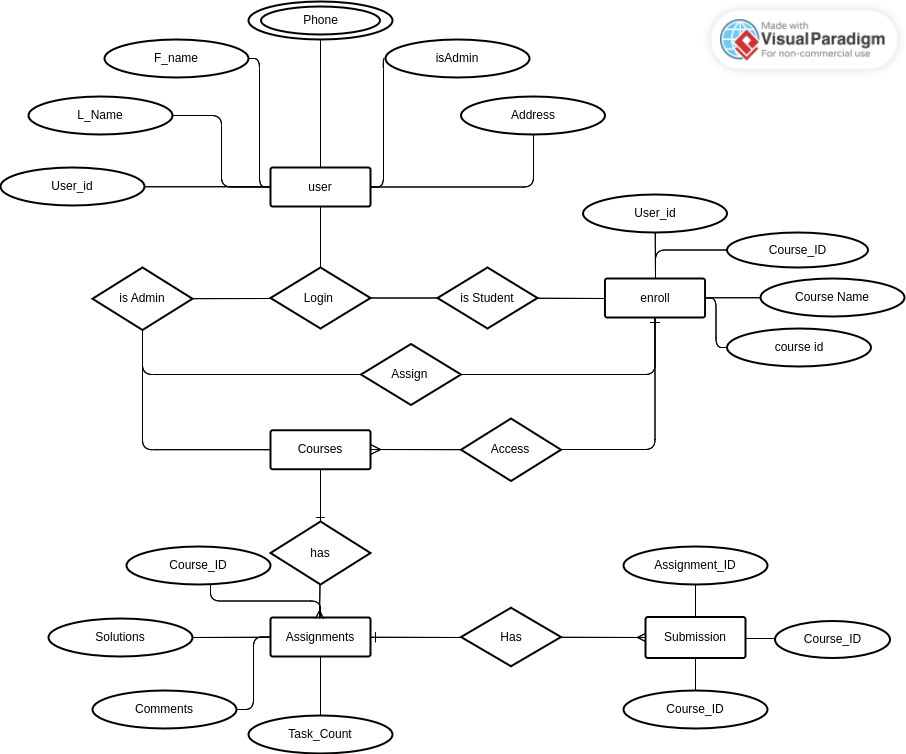 Phone
Made with
VisualParadigm
For non-commercial use
F_name
isAdmin
L_Name
Address
User_id
user
User_id
Course_ID
is Admin
Login
is Student
enroll
Course Name
course id
Assign
Courses
Access
has
Course_ID
Assignment_ID
Solutions
Assignments
Has
Submission
Course_ID
Comments
Course_ID
Task_Count